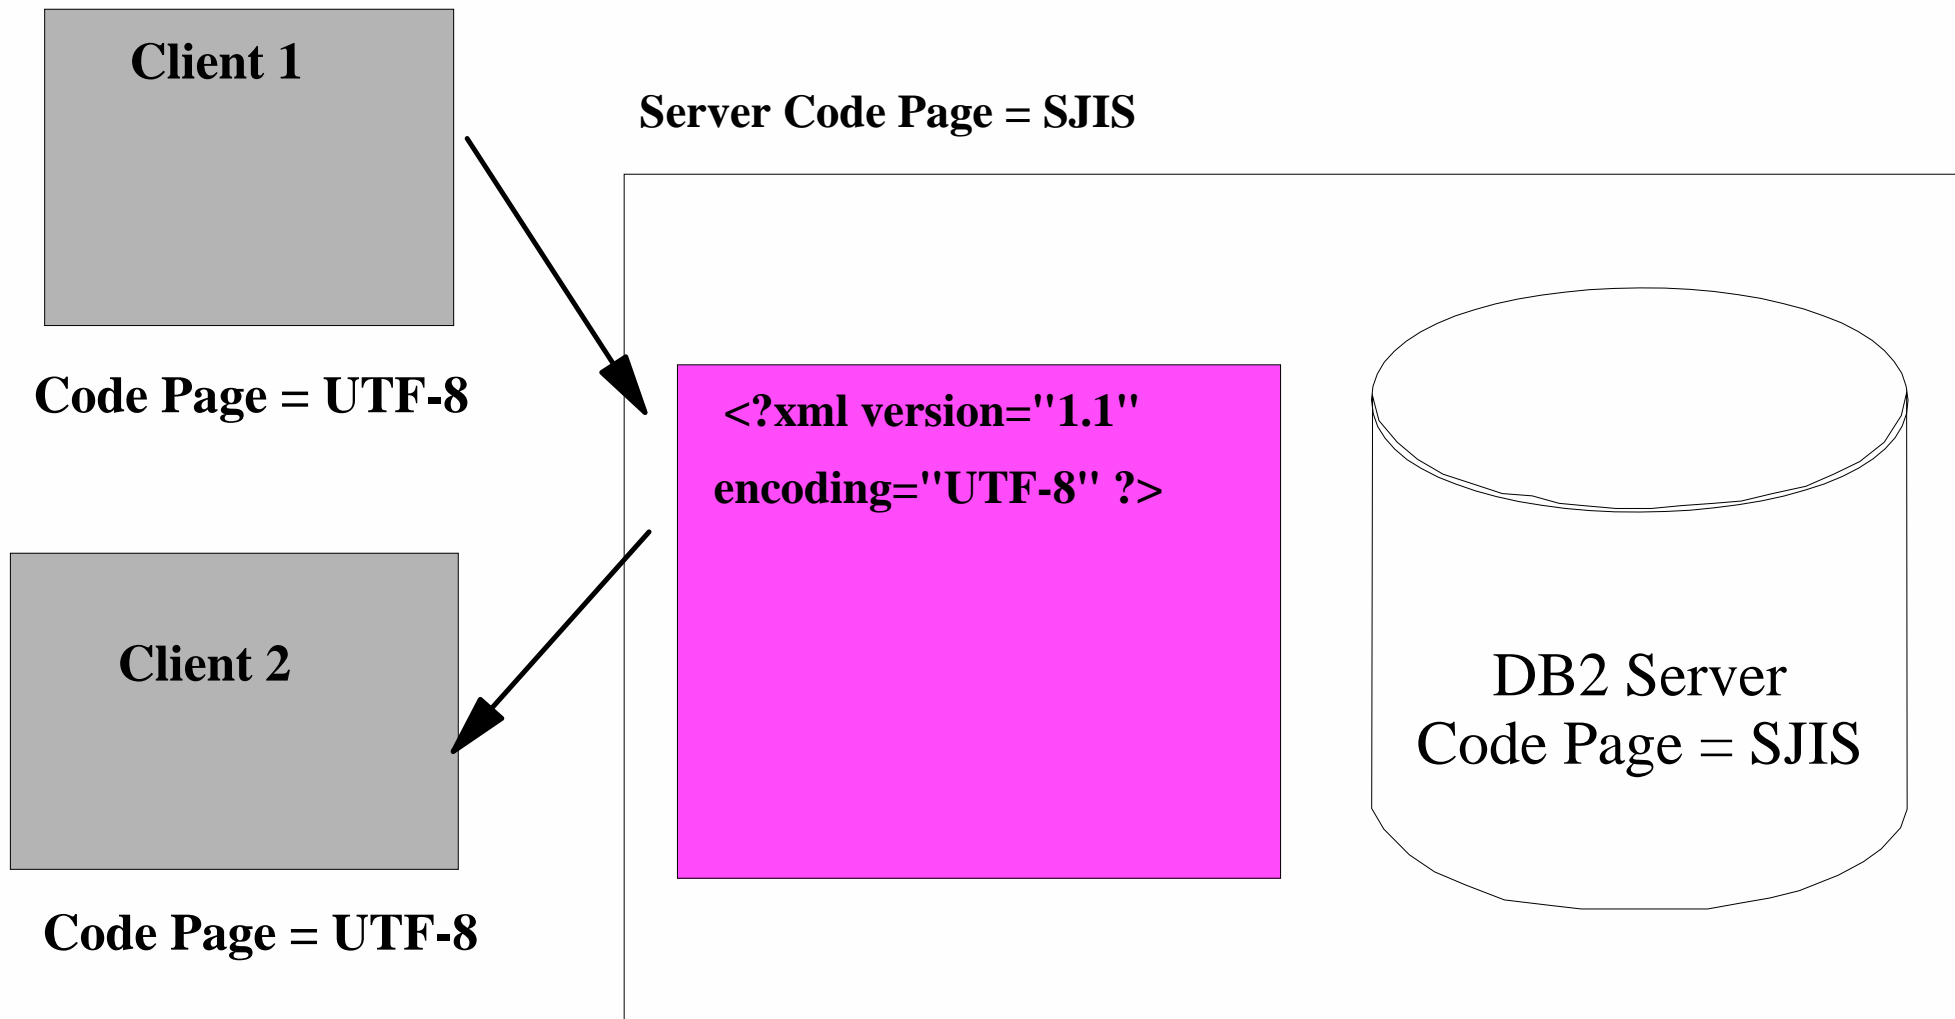 Client 1
Code Page = UTF-8
Server Code Page = SJIS
<?xml version="1.1"
encoding="UTF-8" ?>
Client 2
Code Page = UTF-8
DB2 Server
Code Page = SJIS